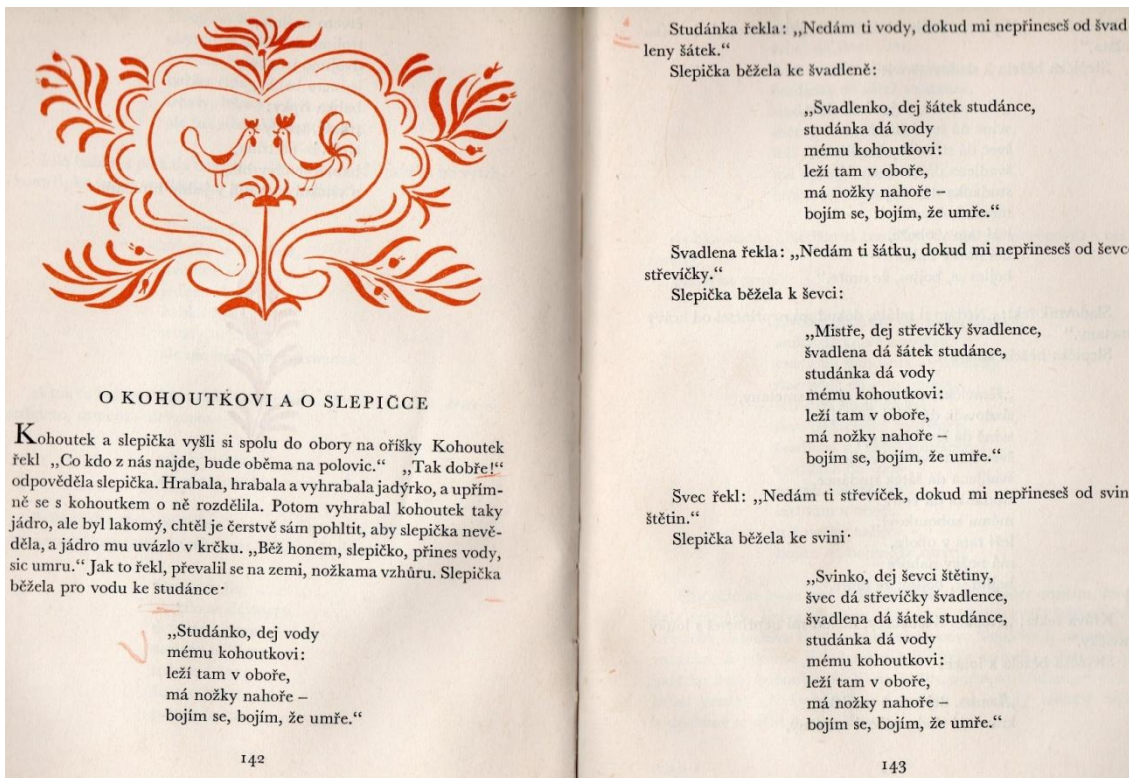 O KOHOUTKOVI A O SLEPIČCE
Kohoutek a slepička vyšli si spolu do obory na oříšky Kohoutek
řekl „Co kdo z nás najde, bude oběma na polovic.“ „Tak dobře!“
odpověděla slepička. Hrabala, hrabala a vyhrabala jadýrko, a upřím-
ně se s kohoutkem o ně rozdělila. Potom vyhrabal kohoutek taky
jádro, ale byl lakomý, chtěl je čerstvě sám pohltit, aby slepička nevě-
děla, a jádro mu uvázlo v krčku. „Běž honem, slepičko, přines vody,
sic umru.“ Jak to řekl, převalil se na zemi, nožkama vzhůru. Slepička
běžela pro vodu ke studánce·
„Studánko, dej vody
mému kohoutkovi:
leží tam v oboře,
má nožky nahoře –
bojím se, bojím, že umře.“
142
Studánka řekla: „Nedám ti vody, dokud mi nepřineseš od švad
leny šátek.“
Slepička běžela ke švadleně:
„Švadlenko, dej šátek studánce,
studánka dá vody
mému kohoutkovi:
leží tam v oboře,
má nožky nahoře –
bojím se, bojím, že umře.“
Švadlena řekla: „Nedám ti šátku, dokud mi nepřineseš od ševce
střevíčky.“
Slepička běžela k ševci:
„Mistře, dej střevíčky švadlence,
švadlena dá šátek studánce,
studánka dá vody
mému kohoutkovi:
leží tam v oboře,
má nožky nahoře –
bojím se, bojím, že umře.“
Švec řekl: „Nedám ti střevíček, dokud mi nepřineseš od svin
štětin.“
Slepička běžela ke svini·
„Svinko, dej ševci štětiny,
švec dá střevíčky švadlence,
švadlena dá šátek studánce,
studánka dá vody
mému kohoutkovi:
leží tam v oboře,
má nožky nahoře –
bojím se, bojím, že umře.“
143